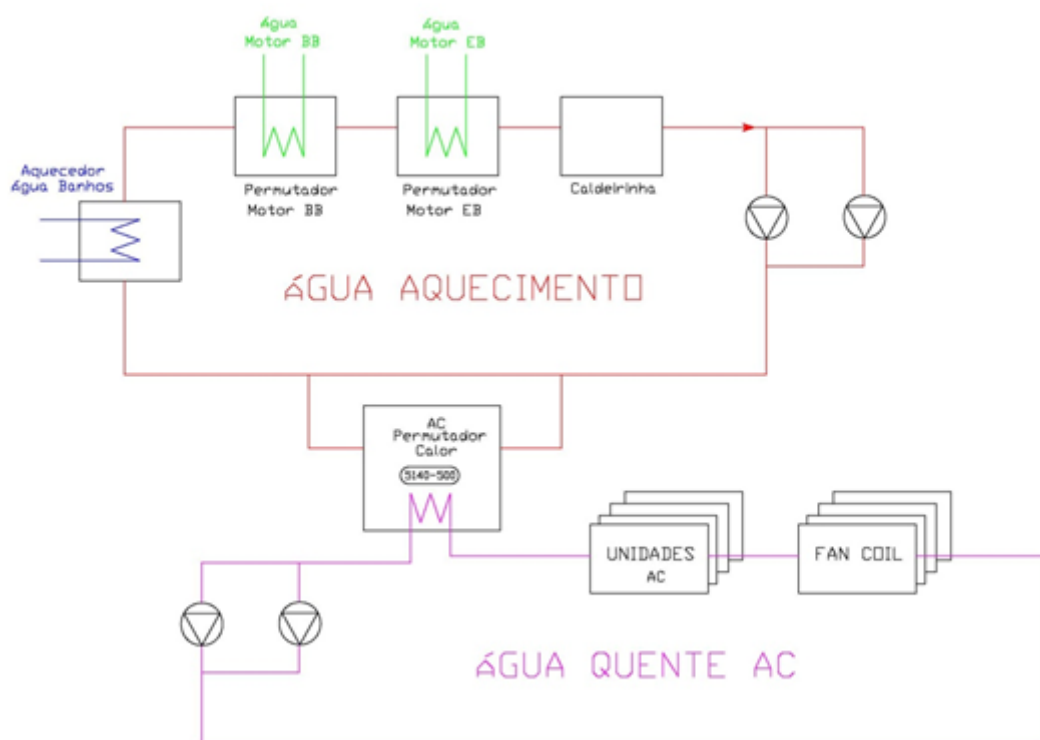 água
Motor BB
água
Motor EB
Aquecedor
água Banhos
Permutador
Motor BB
Permutador
Motor EB
Caldeirinha
ÁGUA AQUECIMENTO
AC
Permutador
Calor
5140-500
UNIDADES
AC
FAN COIL
ÁGUA QUENTE AC